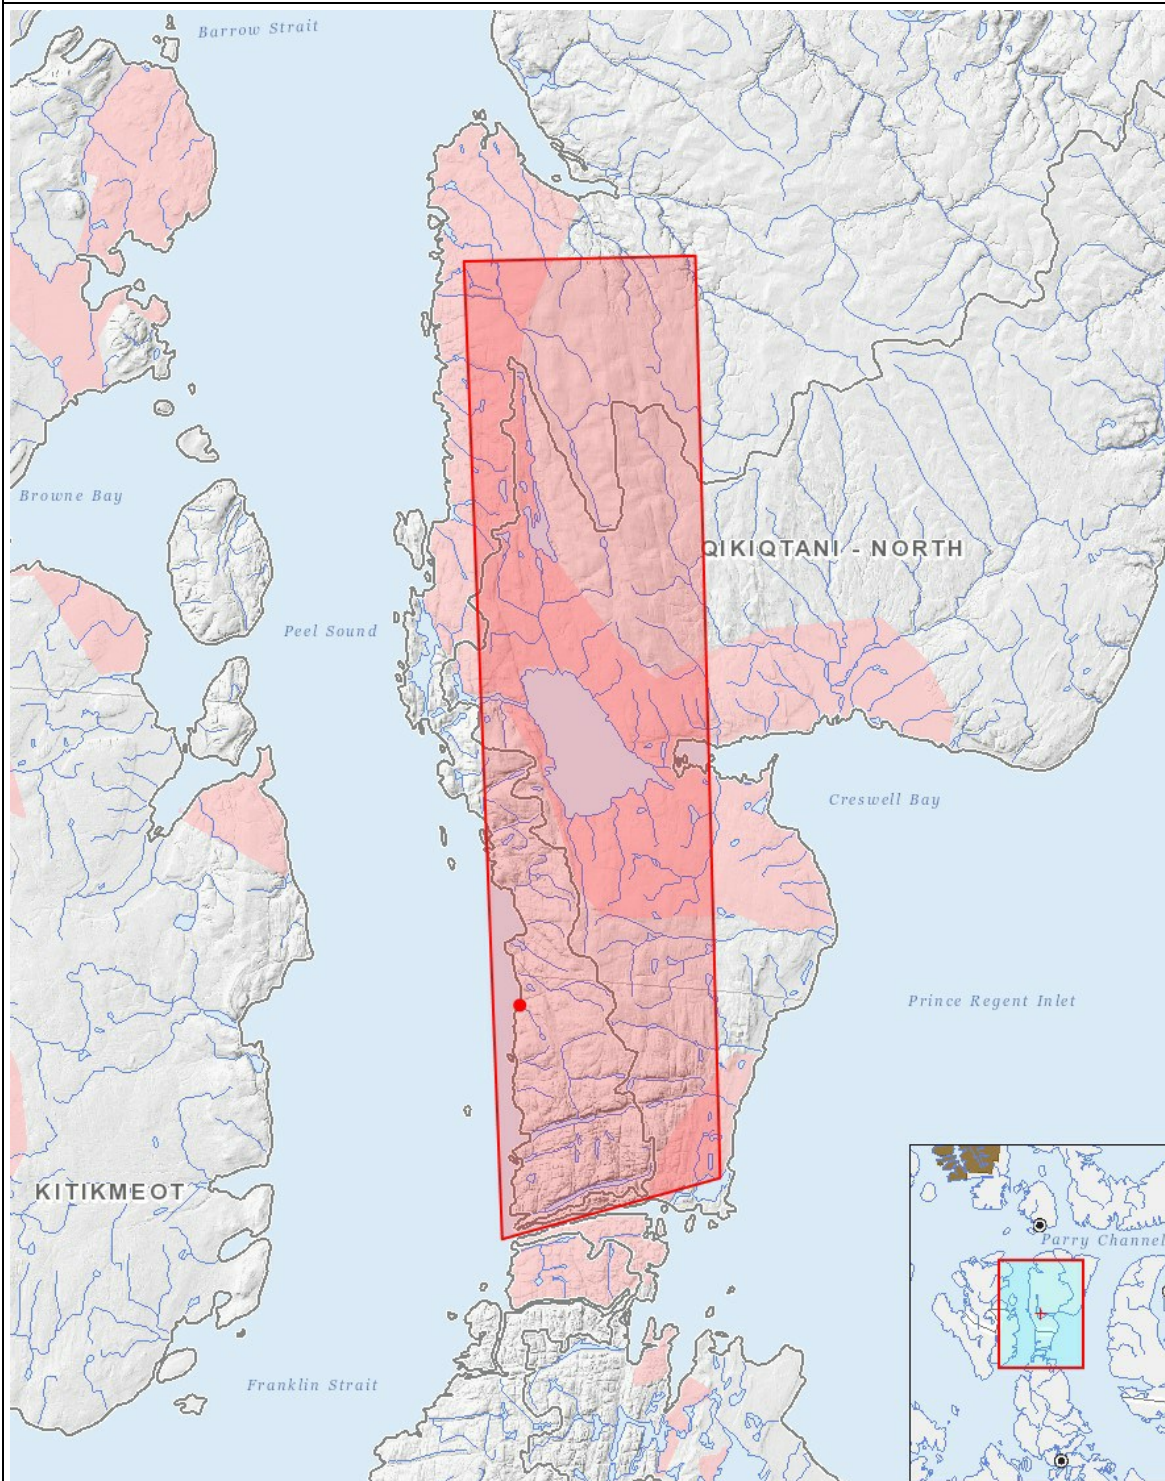 Barrow Strait
Browne Bay
QIKIQTANI - NORTH
Peel Sound
Creswell Bay
Prince Regent Inlet
KITIKMEOT
Parry Channel
Franklin Strait